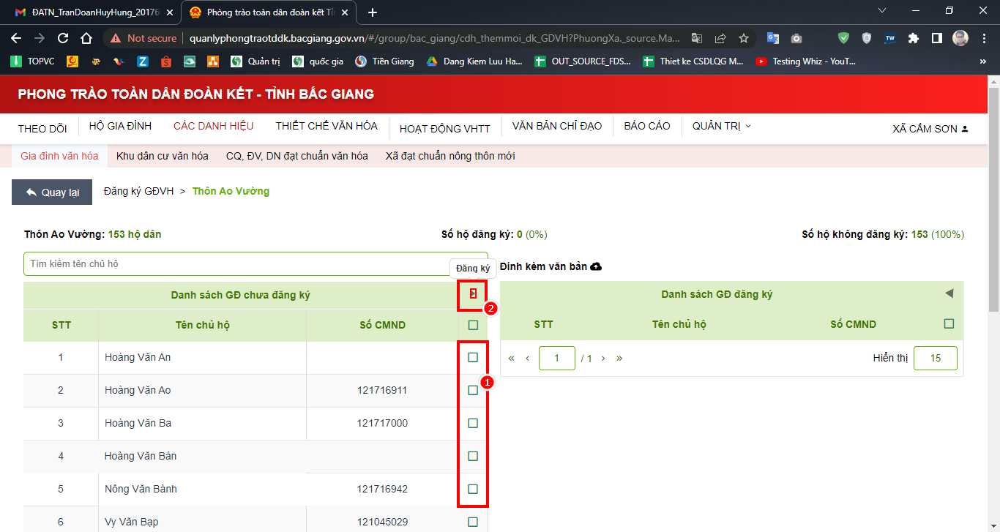 ĐATN_TranDoanHuyHung_20176
Phòng trào toàn dân đoàn kết Tỉn
Not secure
quanlyphongtraotddk.bacgiang.gov.vn/#/group/bac_giang/cdh_themmoi_dk_GDVH?PhuongXa._source.Ma...
TW
TOPVC
Quản trị
quốc gia
Tiền Giang
Dang Kiem Luu Ha...
OUT_SOURCE_FDS...
Thiet ke CSDLQG M...
Testing Whiz - YouT...
»
PHONG TRÀO TOÀN DÂN ĐOÀN KẾT - TỈNH BẮC GIANG
THEO DÕI
HỘ GIA ĐÌNH
CÁC DANH HIỆU
THIẾT CHẾ VĂN HÓA
HOẠT ĐỘNG VHTT
VĂN BẢN CHỈ ĐẠO
BÁO CÁO
QUẢN TRỊ
XÃ CẤM SƠN
Gia đình văn hóa
Khu dân cư văn hóa
CQ, ĐV, DN đạt chuẩn văn hóa
Xã đạt chuẩn nông thôn mới
Quay lại
Đăng ký GĐVH > Thôn Ao Vường
Thôn Ao Vường: 153 hộ dân
Số hộ đăng ký: 0 (0%)
Số hộ không đăng ký: 153 (100%)
Tìm kiếm tên chủ hộ
Đăng ký
Đính kèm văn bản
Danh sách GĐ chưa đăng ký
2
STT Tên chủ hộ Số CMND
1 Hoàng Văn An
2 Hoàng Văn Ao 121716911
1
3 Hoàng Văn Ba 121717000
4 Hoàng Văn Bán
5 Nông Văn Bành 121716942
6 Vy Văn Bạp 121045029
Danh sách GĐ đăng ký
STT Tên chủ hộ Số CMND
« ‹ 1 / 1 › »
Hiển thị 15